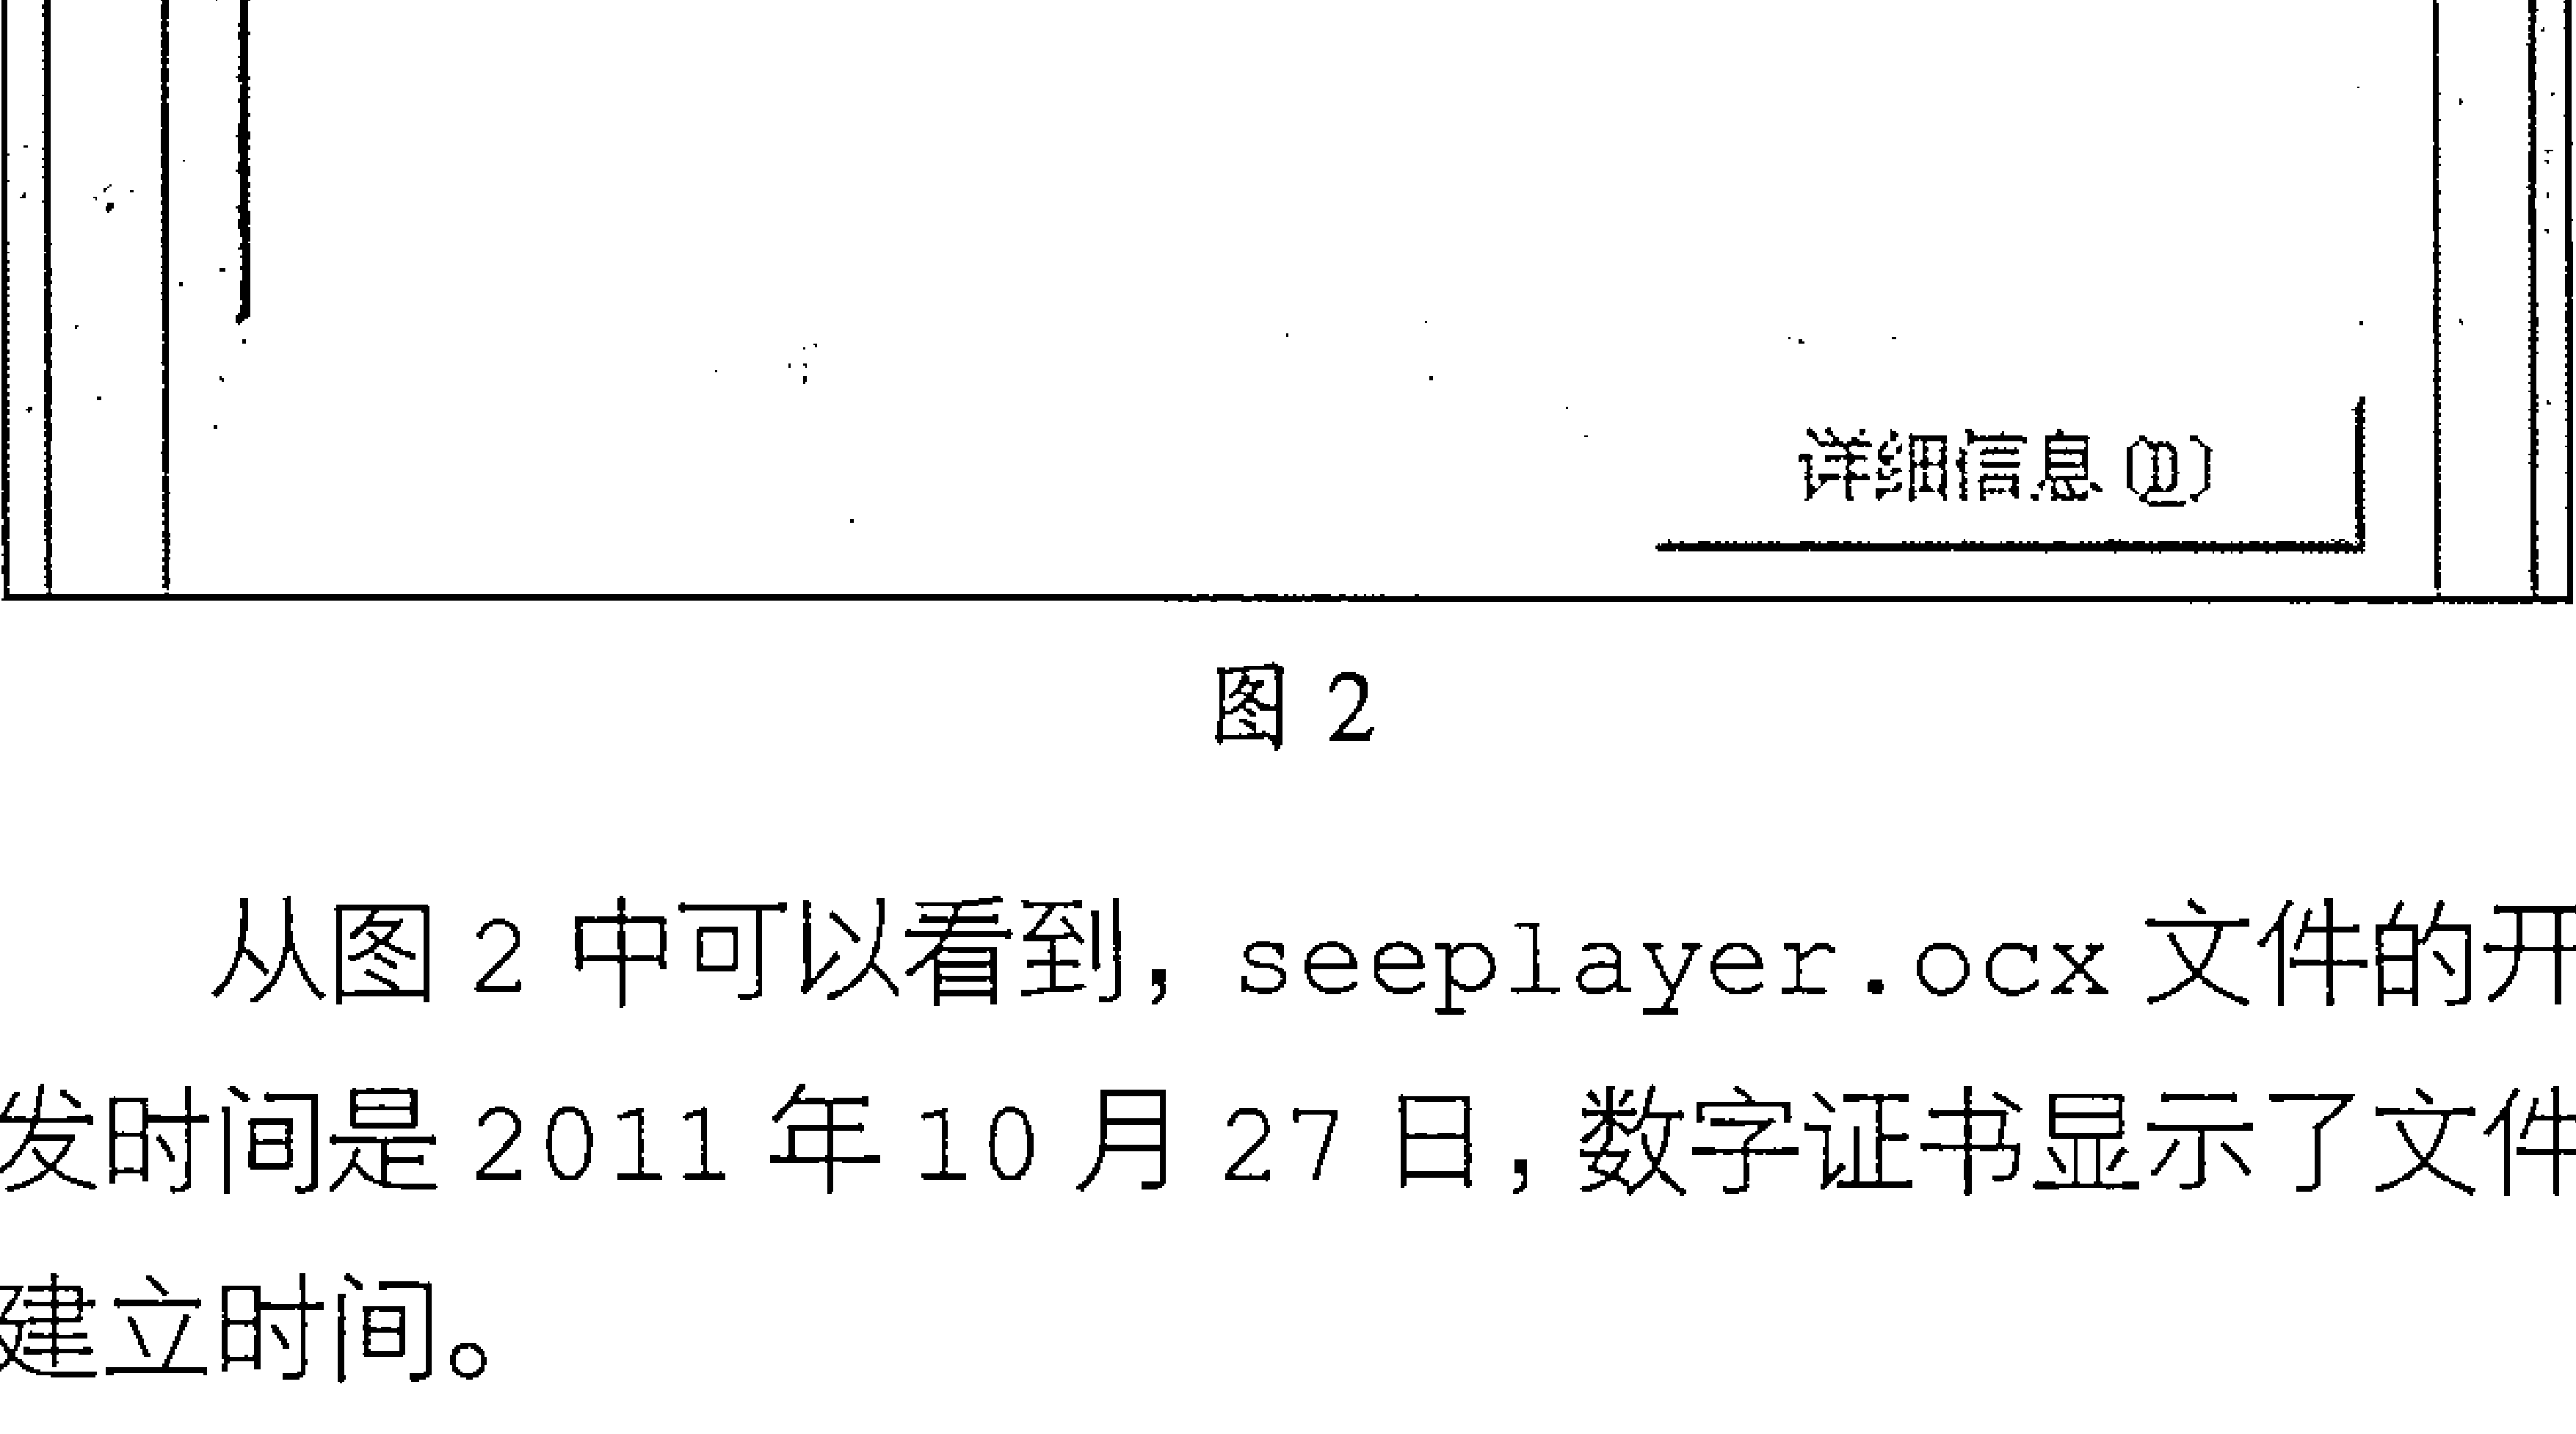 详细信息(D)
图 2
从图 2 中可以看到，seeplayer.ocx 文件的开
发时间是 2011 年 10 月 27 日，数字证书显示了文件
建立时间。